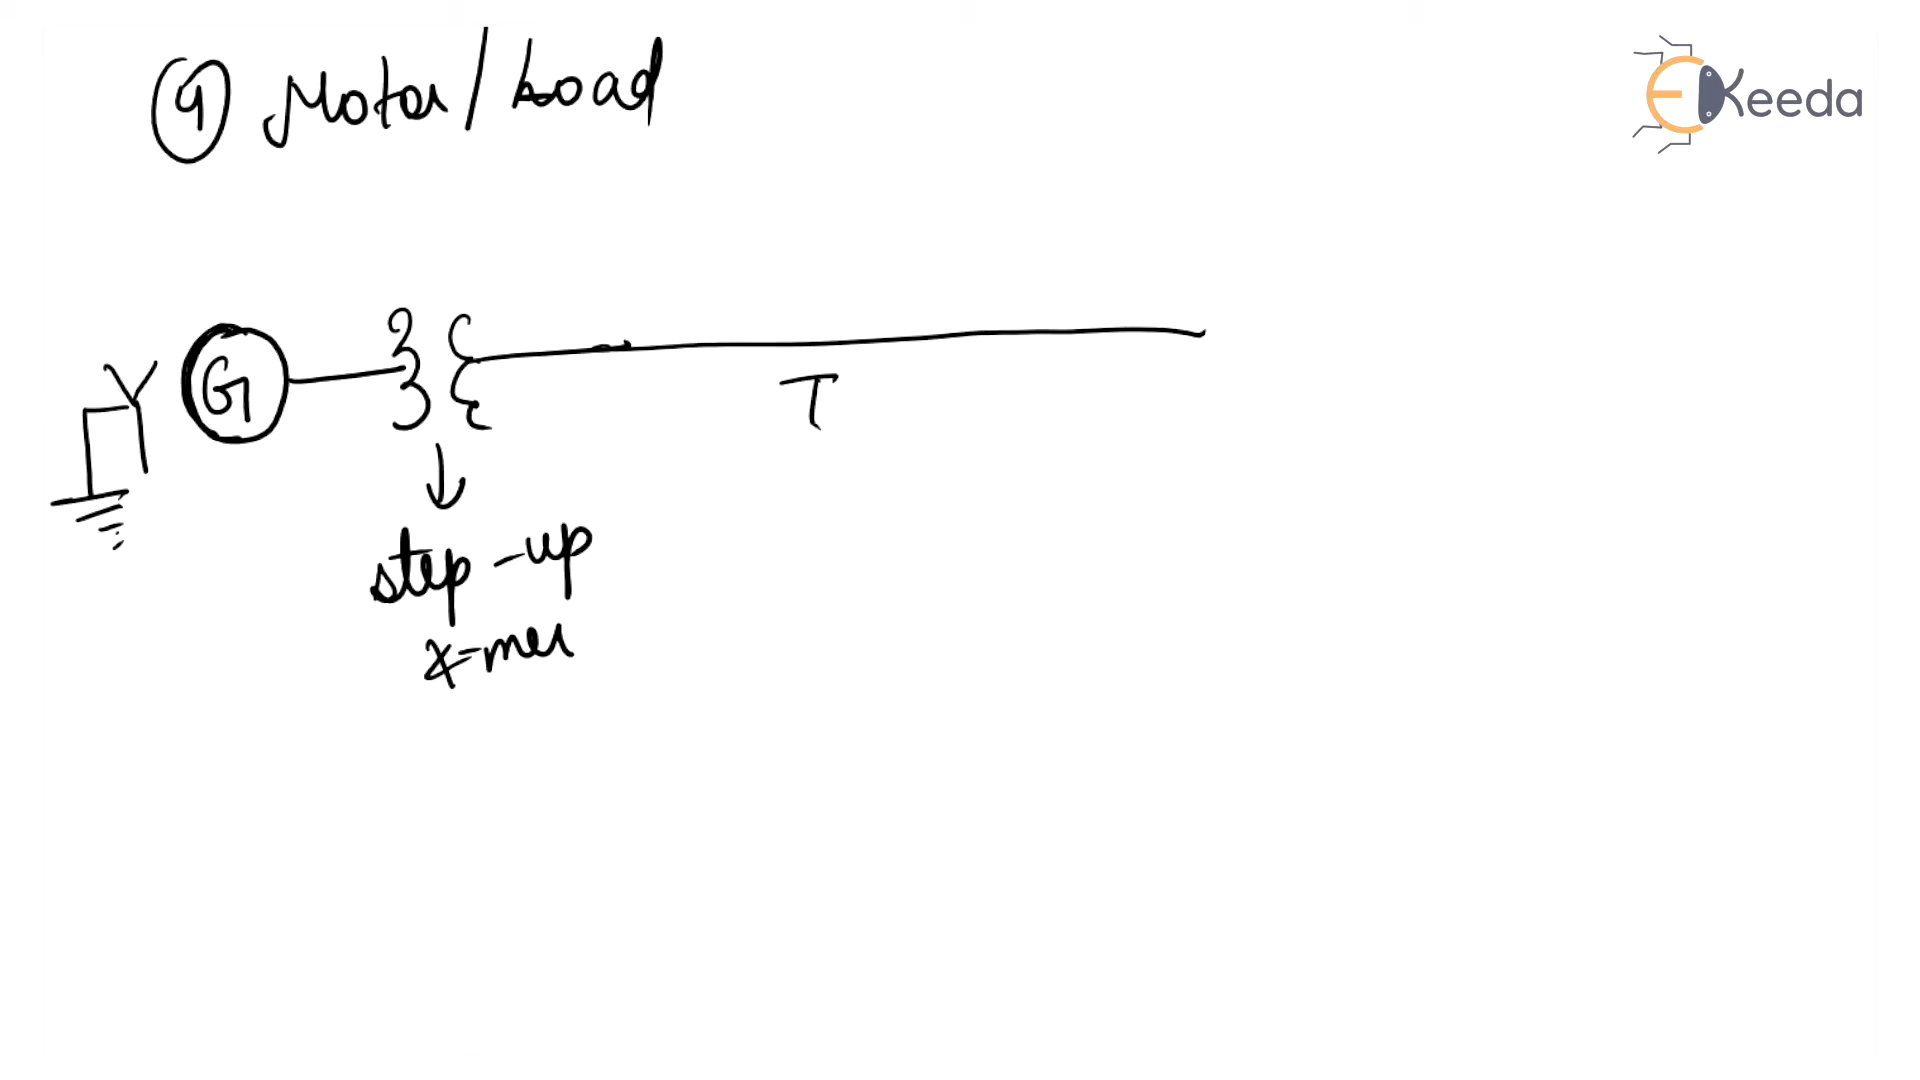 ④ Motor/Load
EKeeda
G
T
step-up
x-mer